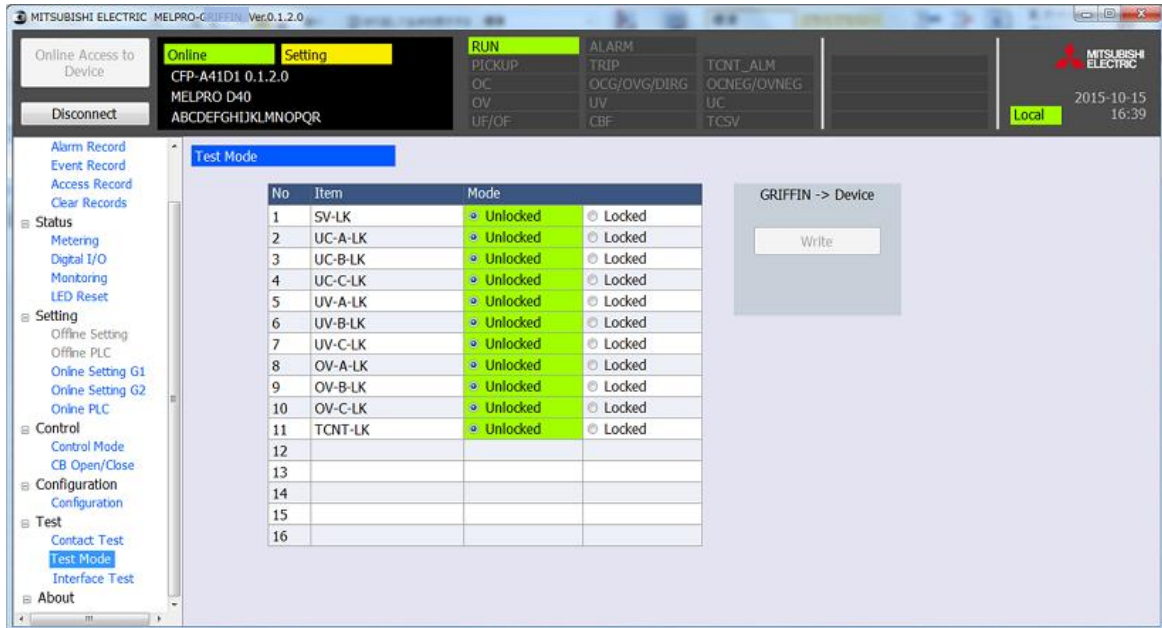 MITSUBISHI ELECTRIC MELPRO-GRIFFIN Ver.0.1.2.0
Online Access to
Device
Disconnect
Online
Setting
CFP-A41D1 0.1.2.0
MELPRO D40
ABCDEFGHIJKLMNOPQR
RUN ALARM
PICKUP TRIP TCNT_ALM
OC OCG/OVG/DIRG OCNEG/OVNEG
OV UV UC
UF/OF CBF TCSV
MITSUBISHI
ELECTRIC
2015-10-15
Local 16:39
Alarm Record
Event Record
Access Record
Clear Records
Status
Metering
Digital I/O
Monitoring
LED Reset
Setting
Offline Setting
Offline PLC
Online Setting G1
Online Setting G2
Online PLC
Control
Control Mode
CB Open/Close
Configuration
Configuration
Test
Contact Test
Test Mode
Interface Test
About
Test Mode
No Item Mode
1 SV-LK Unlocked Locked
2 UC-A-LK Unlocked Locked
3 UC-B-LK Unlocked Locked
4 UC-C-LK Unlocked Locked
5 UV-A-LK Unlocked Locked
6 UV-B-LK Unlocked Locked
7 UV-C-LK Unlocked Locked
8 OV-A-LK Unlocked Locked
9 OV-B-LK Unlocked Locked
10 OV-C-LK Unlocked Locked
11 TCNT-LK Unlocked Locked
12
13
14
15
16
GRIFFIN -> Device
Write